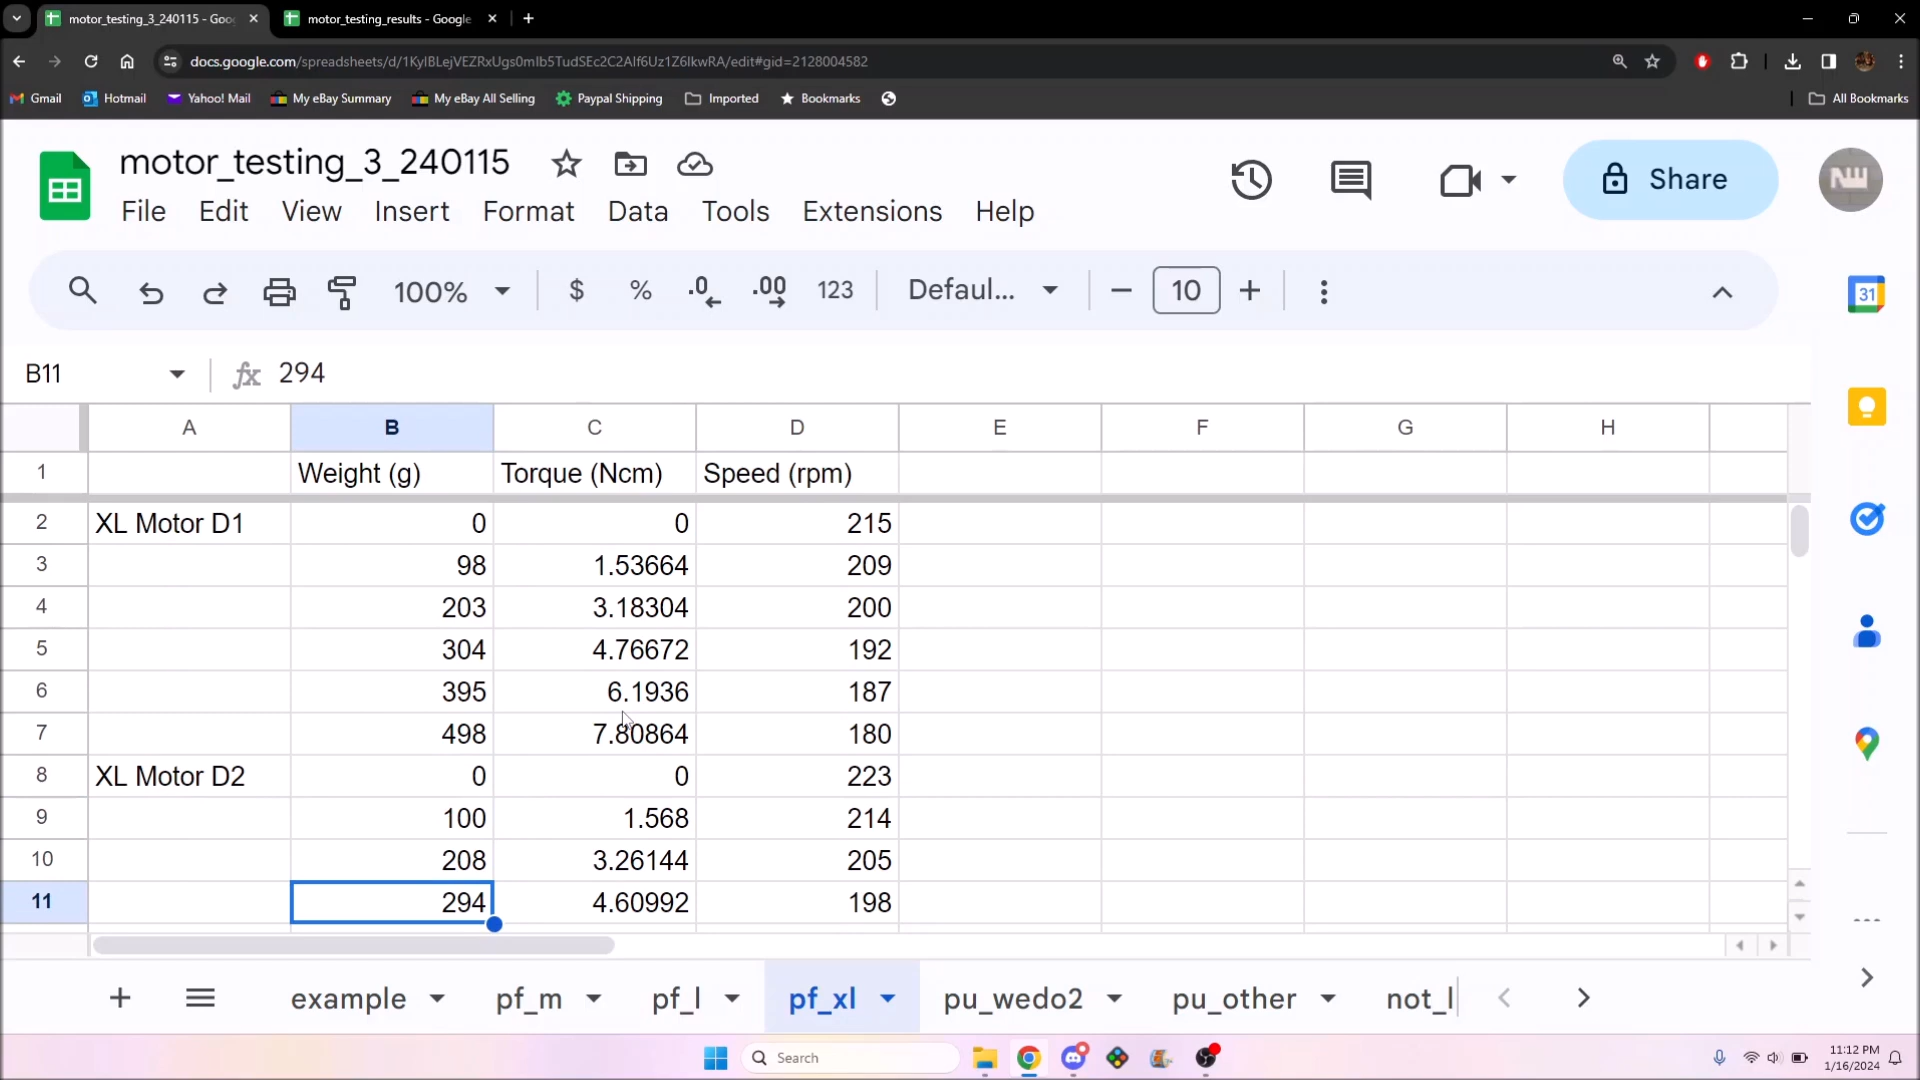 motor_testing_3_240115 - Goog
motor_testing_results - Google
docs.google.com/spreadsheets/d/1KylBLejVEZRxUgs0mIb5TudSEc2C2Alf6Uz1Z6lkwRA/edit#gid=2128004582
Gmail Hotmail Yahoo! Mail My eBay Summary My eBay All Selling Paypal Shipping Imported Bookmarks All Bookmarks
motor_testing_3_240115
Share
NW
File Edit View Insert Format Data Tools Extensions Help
100% $ % .0 .00 123 Defaul... 10
31
B11 fx 294
A B C D E F G H
1 Weight (g) Torque (Ncm) Speed (rpm)
2 XL Motor D1 0 0 215
3 98 1.53664 209
4 203 3.18304 200
5 304 4.76672 192
6 395 6.1936 187
7 498 7.80864 180
8 XL Motor D2 0 0 223
9 100 1.568 214
10 208 3.26144 205
11 294 4.60992 198
example pf_m pf_l pf_xl pu_wedo2 pu_other not_l
Search
11:12 PM
1/16/2024